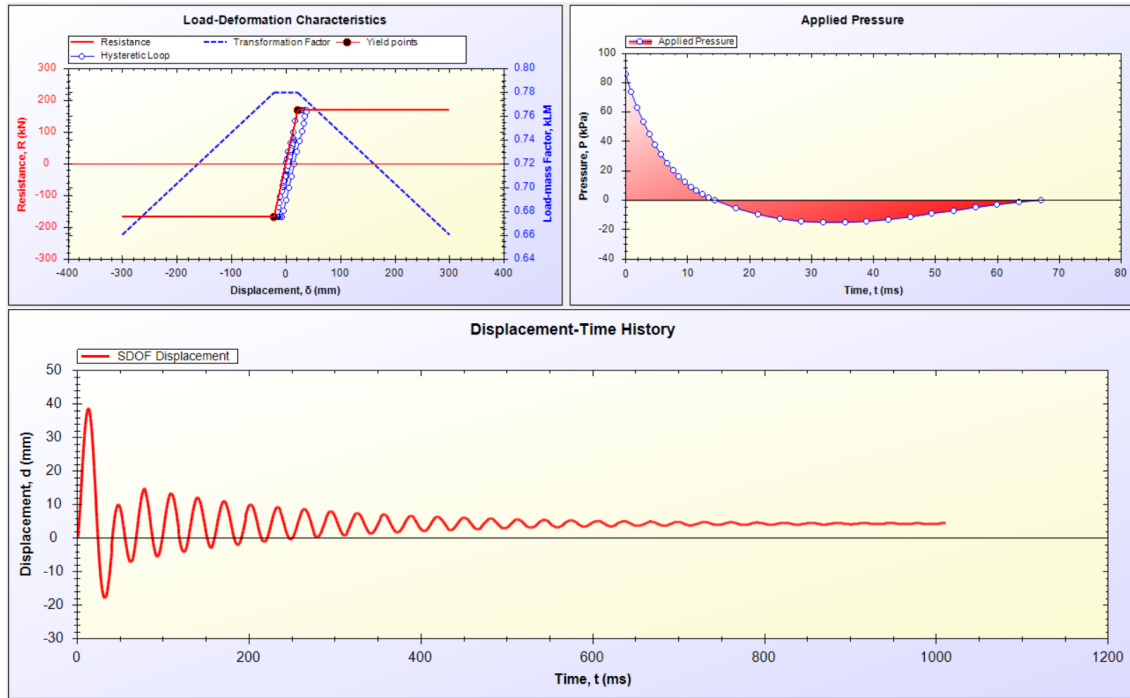 Load-Deformation Characteristics
Resistance
Transformation Factor
Yield points
Hysteretic Loop
Resistance, R (kN)
300
200
100
0
-100
-200
-300
-400 -300 -200 -100 0 100 200 300 400
Displacement, δ (mm)
0.80
0.78
0.76
0.74
0.72
0.70
0.68
0.66
0.64
Load-mass Factor, kLM
Applied Pressure
Applied Pressure
Pressure, P (kPa)
100
80
60
40
20
0
-20
-40
0 10 20 30 40 50 60 70 80
Time, t (ms)
Displacement-Time History
SDOF Displacement
Displacement, d (mm)
50
40
30
20
10
0
-10
-20
-30
0 200 400 600 800 1000 1200
Time, t (ms)